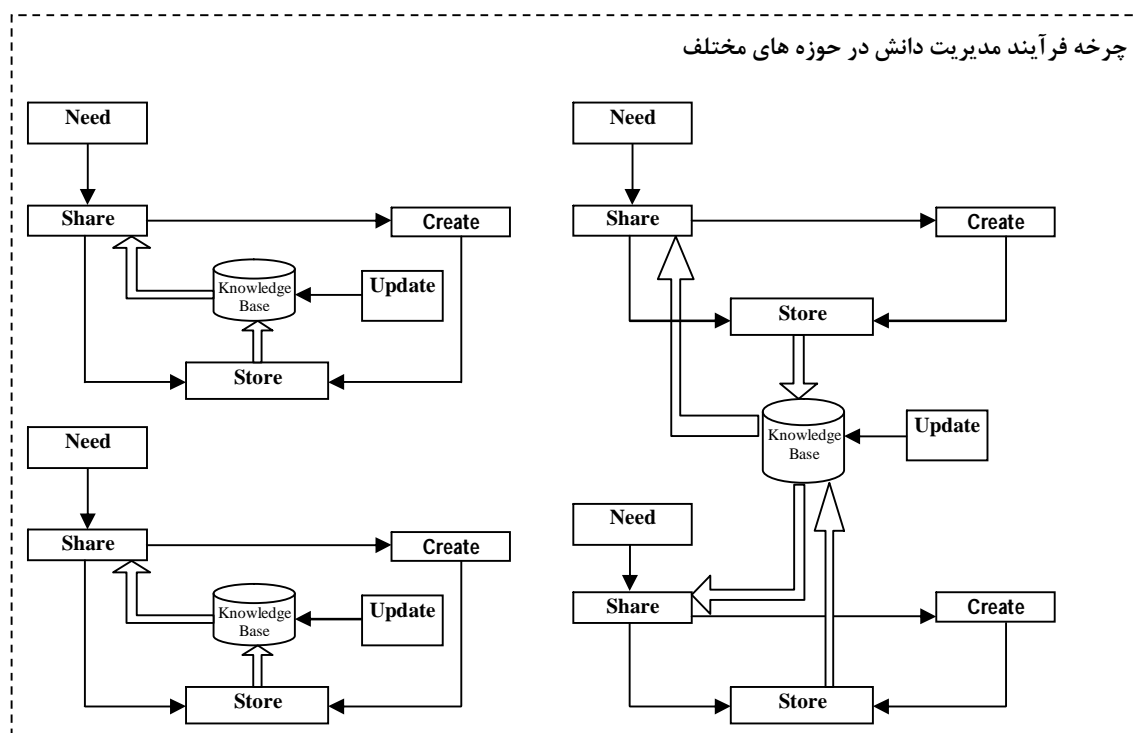 چرخه فرآیند مدیریت دانش در حوزه های مختلف
Need
Share
Create
Knowledge
Base
Update
Store
Need
Share
Create
Knowledge
Base
Update
Store
Need
Share
Create
Store
Knowledge
Base
Update
Need
Share
Create
Store